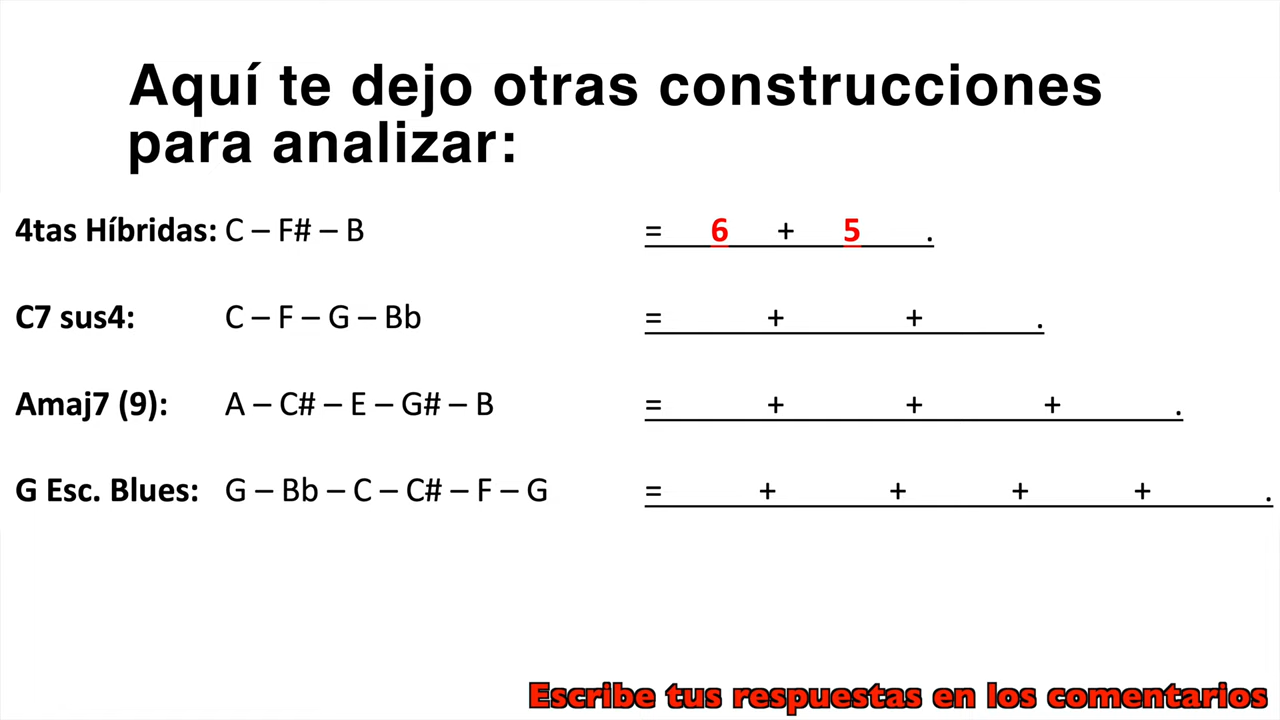 Aquí te dejo otras construcciones
para analizar:
4tas Híbridas: C – F# – B = 6 + 5 .
C7 sus4: C – F – G – Bb = + + .
Amaj7 (9): A – C# – E – G# – B = + + + .
G Esc. Blues: G – Bb – C – C# – F – G = + + + + .
Escribe tus respuestas en los comentarios